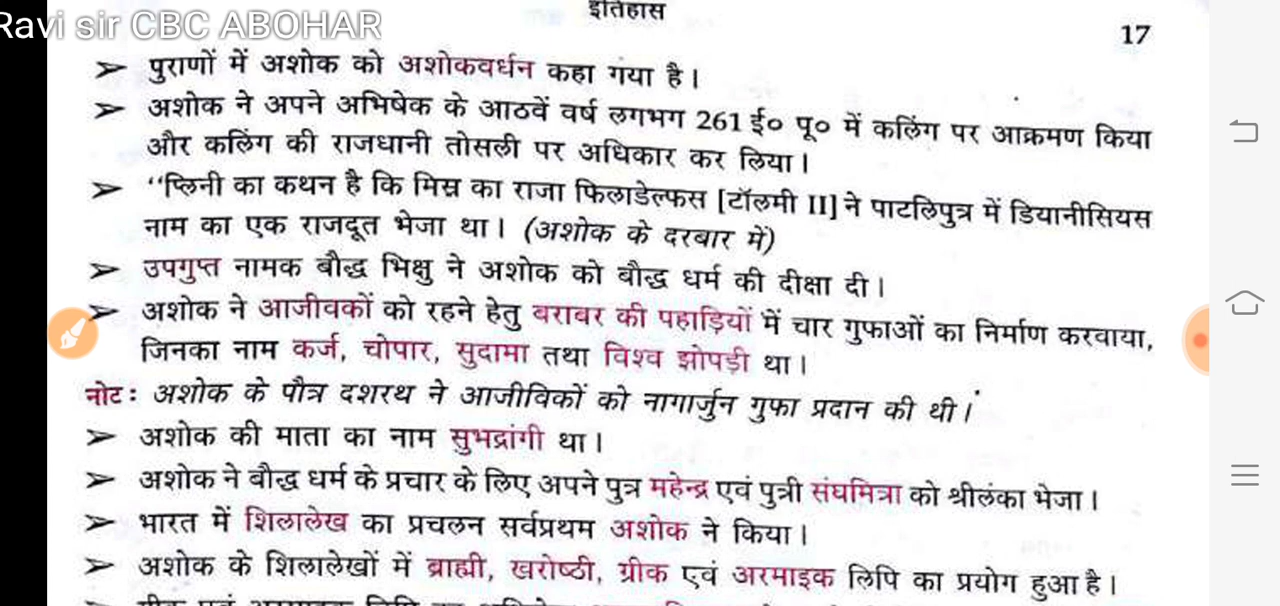 इतिहास
Ravi sir CBC ABOHAR
17
➢ पुराणों में अशोक को अशोकवर्धन कहा गया है।
➢ अशोक ने अपने अभिषेक के आठवें वर्ष लगभग 261 ई० पू० में कलिंग पर आक्रमण किया
और कलिंग की राजधानी तोसली पर अधिकार कर लिया।
➢ “प्लिनी का कथन है कि मिस्र का राजा फिलाडेल्फस [टॉलमी II] ने पाटलिपुत्र में डियानीसियस
नाम का एक राजदूत भेजा था। (अशोक के दरबार में)
➢ उपगुप्त नामक बौद्ध भिक्षु ने अशोक को बौद्ध धर्म की दीक्षा दी।
➢ अशोक ने आजीवकों को रहने हेतु बराबर की पहाड़ियों में चार गुफाओं का निर्माण करवाया,
जिनका नाम कर्ज, चोपार, सुदामा तथा विश्व झोपड़ी था।
नोट : अशोक के पौत्र दशरथ ने आजीविकों को नागार्जुन गुफा प्रदान की थी।
➢ अशोक की माता का नाम सुभद्रांगी था।
➢ अशोक ने बौद्ध धर्म के प्रचार के लिए अपने पुत्र महेन्द्र एवं पुत्री संघमित्रा को श्रीलंका भेजा।
➢ भारत में शिलालेख का प्रचलन सर्वप्रथम अशोक ने किया।
➢ अशोक के शिलालेखों में ब्राह्मी, खरोष्ठी, ग्रीक एवं अरमाइक लिपि का प्रयोग हुआ है।